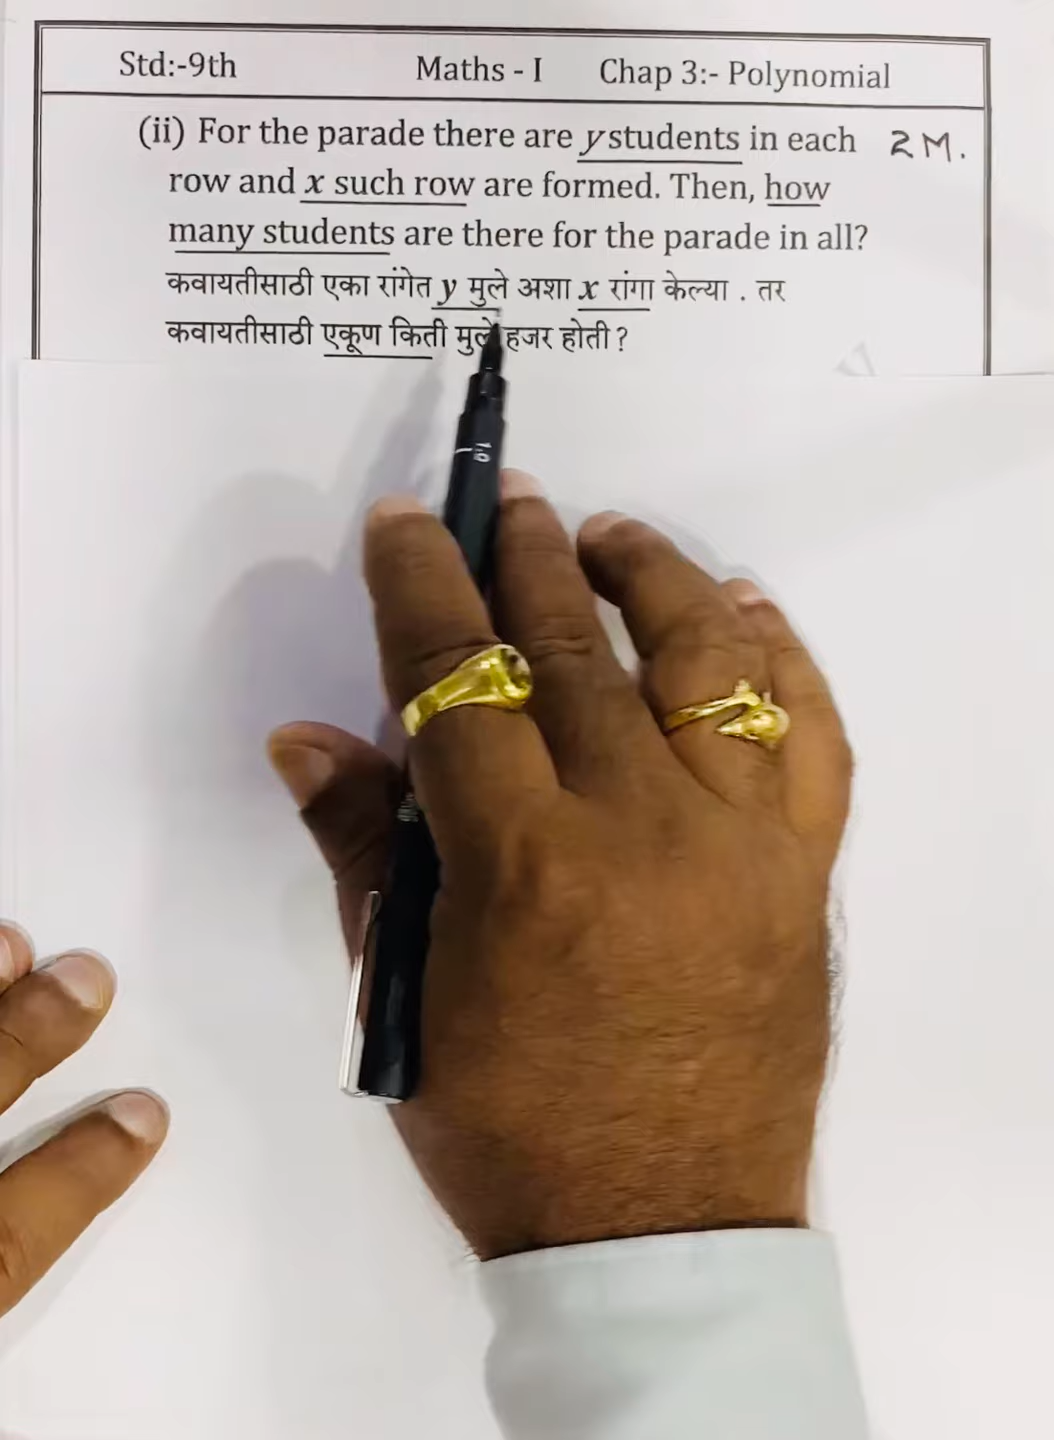 Std:-9th Maths - I Chap 3:- Polynomial
(ii) For the parade there are y students in each 2 M.
row and x such row are formed. Then, how
many students are there for the parade in all?
कवायतीसाठी एका रांगेत y मुले अशा x रांगा केल्या . तर
कवायतीसाठी एकूण किती मुले हजर होती ?
1.0